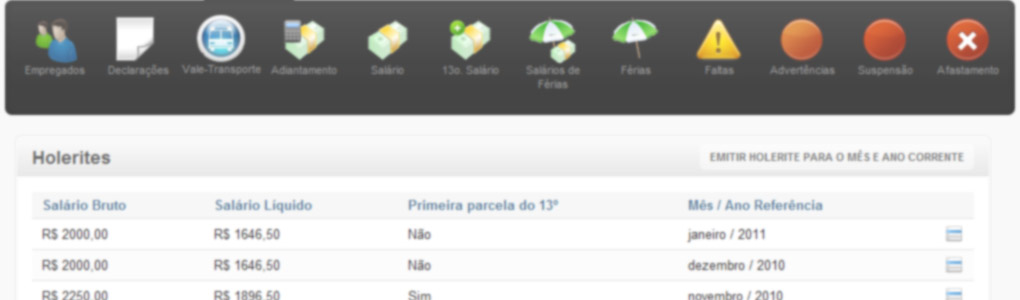 Empregados Declarações Vale-Transporte Adiantamento Salário 13o. Salário Salários de Férias Férias Faltas Advertências Suspensão Afastamento
Holerites EMITIR HOLERITE PARA O MÊS E ANO CORRENTE
Salário Bruto Salário Líquido Primeira parcela do 13º Mês / Ano Referência
R$ 2000,00 R$ 1646,50 Não janeiro / 2011
R$ 2000,00 R$ 1646,50 Não dezembro / 2010
R$ 2250,00 R$ 1896,50 Sim novembro / 2010